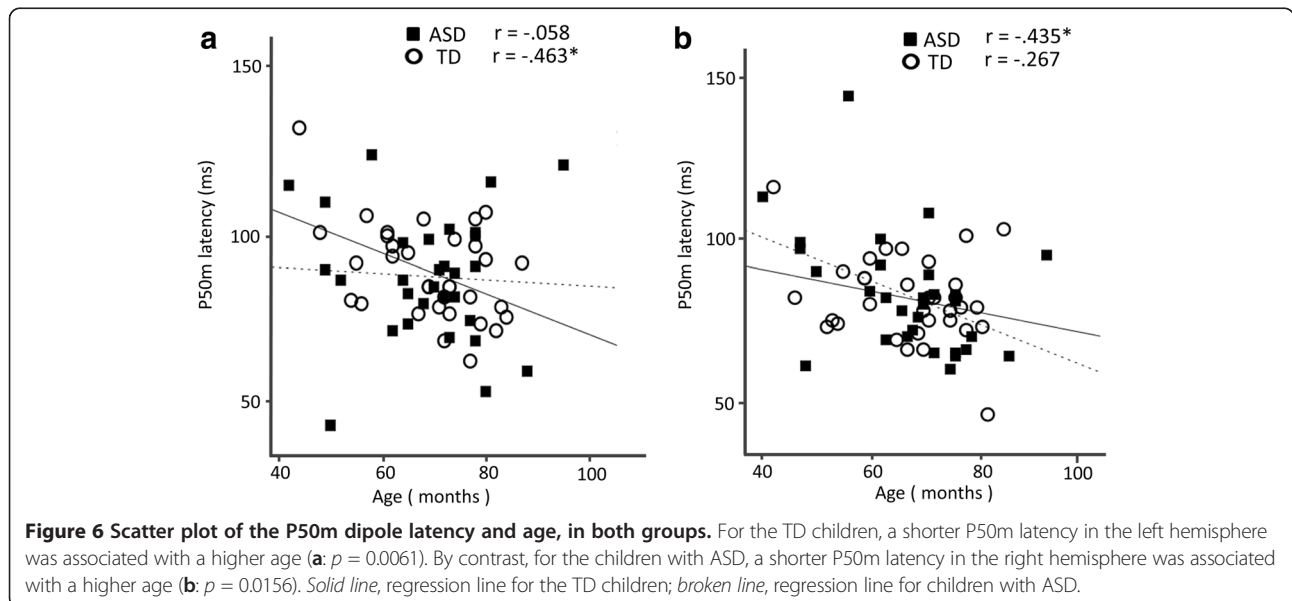 a
ASD r = -.058
TD r = -.463*
150
100
50
P50m latency (ms)
40 60 80 100
Age ( months )
b
ASD r = -.435*
TD r = -.267
150
100
50
P50m latency (ms)
40 60 80 100
Age ( months )
Figure 6 Scatter plot of the P50m dipole latency and age, in both groups. For the TD children, a shorter P50m latency in the left hemisphere
was associated with a higher age (a: p = 0.0061). By contrast, for the children with ASD, a shorter P50m latency in the right hemisphere was associated
with a higher age (b: p = 0.0156). Solid line, regression line for the TD children; broken line, regression line for children with ASD.